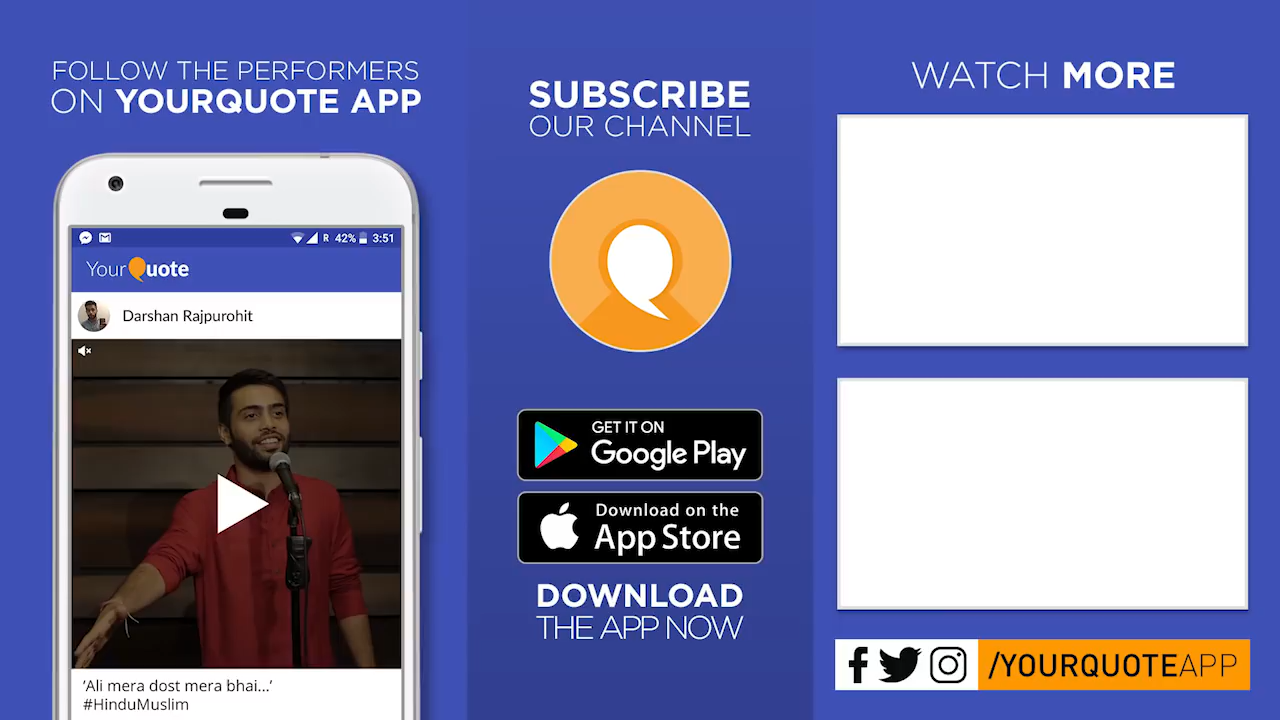 FOLLOW THE PERFORMERS
ON YOURQUOTE APP
R 42% 3:51
YourQuote
Darshan Rajpurohit
'Ali mera dost mera bhai...'
#HinduMuslim
SUBSCRIBE
OUR CHANNEL
GET IT ON
Google Play
Download on the
App Store
DOWNLOAD
THE APP NOW
WATCH MORE
/YOURQUOTEAPP